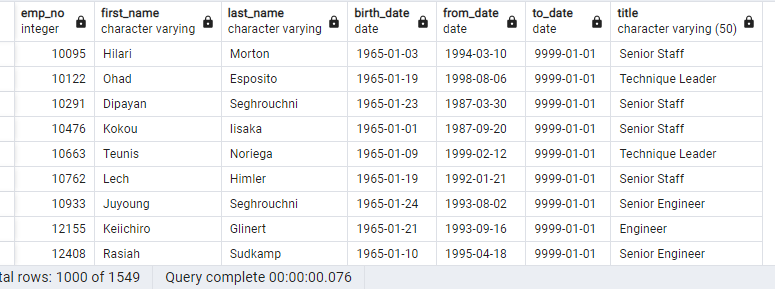 emp_no first_name last_name birth_date from_date to_date title
integer character varying character varying date date date character varying (50)
10095 Hilari Morton 1965-01-03 1994-03-10 9999-01-01 Senior Staff
10122 Ohad Esposito 1965-01-19 1998-08-06 9999-01-01 Technique Leader
10291 Dipayan Seghrouchni 1965-01-23 1987-03-30 9999-01-01 Senior Staff
10476 Kokou Iisaka 1965-01-01 1987-09-20 9999-01-01 Senior Staff
10663 Teunis Noriega 1965-01-09 1999-02-12 9999-01-01 Technique Leader
10762 Lech Himler 1965-01-19 1992-01-21 9999-01-01 Senior Staff
10933 Juyoung Seghrouchni 1965-01-24 1993-08-02 9999-01-01 Senior Engineer
12155 Keiichiro Glinert 1965-01-21 1993-09-16 9999-01-01 Engineer
12408 Rasiah Sudkamp 1965-01-10 1995-04-18 9999-01-01 Senior Engineer
tal rows: 1000 of 1549 Query complete 00:00:00.076